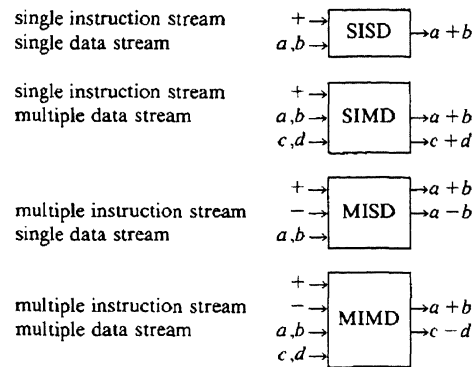 single instruction stream
single data stream
+
a,b
SISD
a + b
single instruction stream
multiple data stream
+
a,b
c,d
SIMD
a + b
c + d
multiple instruction stream
single data stream
+
−
a,b
MISD
a + b
a − b
multiple instruction stream
multiple data stream
+
−
a,b
c,d
MIMD
a + b
c − d